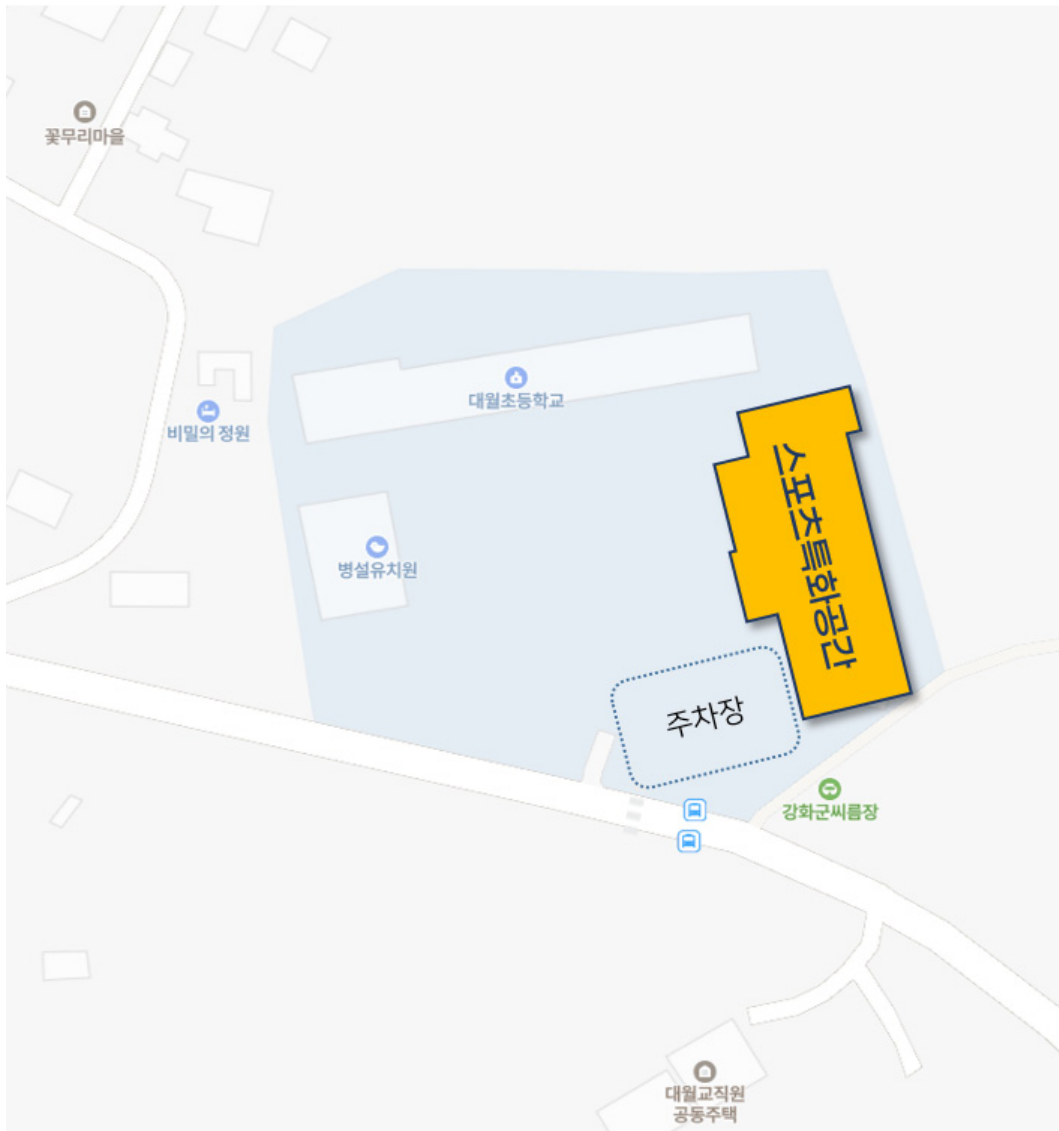 꽃무리마을
대월초등학교
비밀의 정원
스포츠특화공간
병설유치원
주차장
강화군씨름장
대월교직원
공동주택